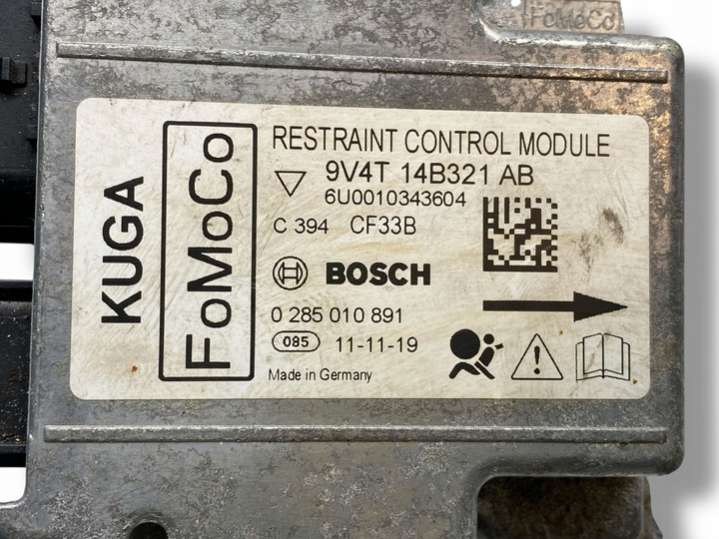 FoMoCo
KUGA
FoMoCo
RESTRAINT CONTROL MODULE
9V4T 14B321 AB
6U0010343604
C 394 CF33B
BOSCH
0 285 010 891
085 11-11-19
Made in Germany